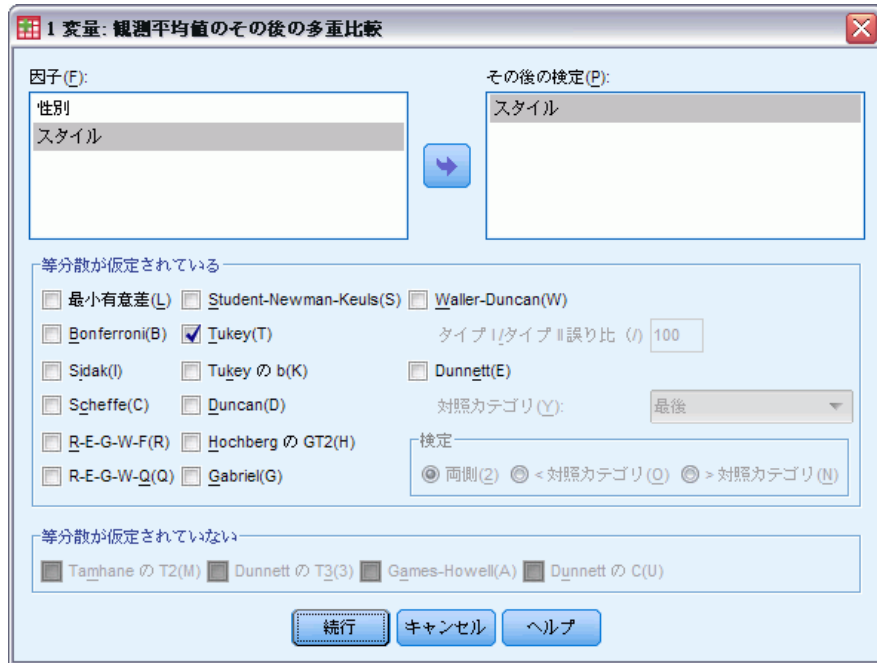 1 変量: 観測平均値のその後の多重比較
因子(F):
性別
スタイル
その後の検定(P):
スタイル
等分散が仮定されている
最小有意差(L) Student-Newman-Keuls(S) Waller-Duncan(W)
Bonferroni(B) Tukey(T) タイプ I/タイプ II 誤り比 (/) 100
Sidak(I) Tukey の b(K) Dunnett(E)
Scheffe(C) Duncan(D) 対照カテゴリ(Y): 最後
R-E-G-W-F(R) Hochberg の GT2(H) 検定
R-E-G-W-Q(Q) Gabriel(G) 両側(2) < 対照カテゴリ(O) > 対照カテゴリ(N)
等分散が仮定されていない
Tamhane の T2(M) Dunnett の T3(3) Games-Howell(A) Dunnett の C(U)
続行 キャンセル ヘルプ